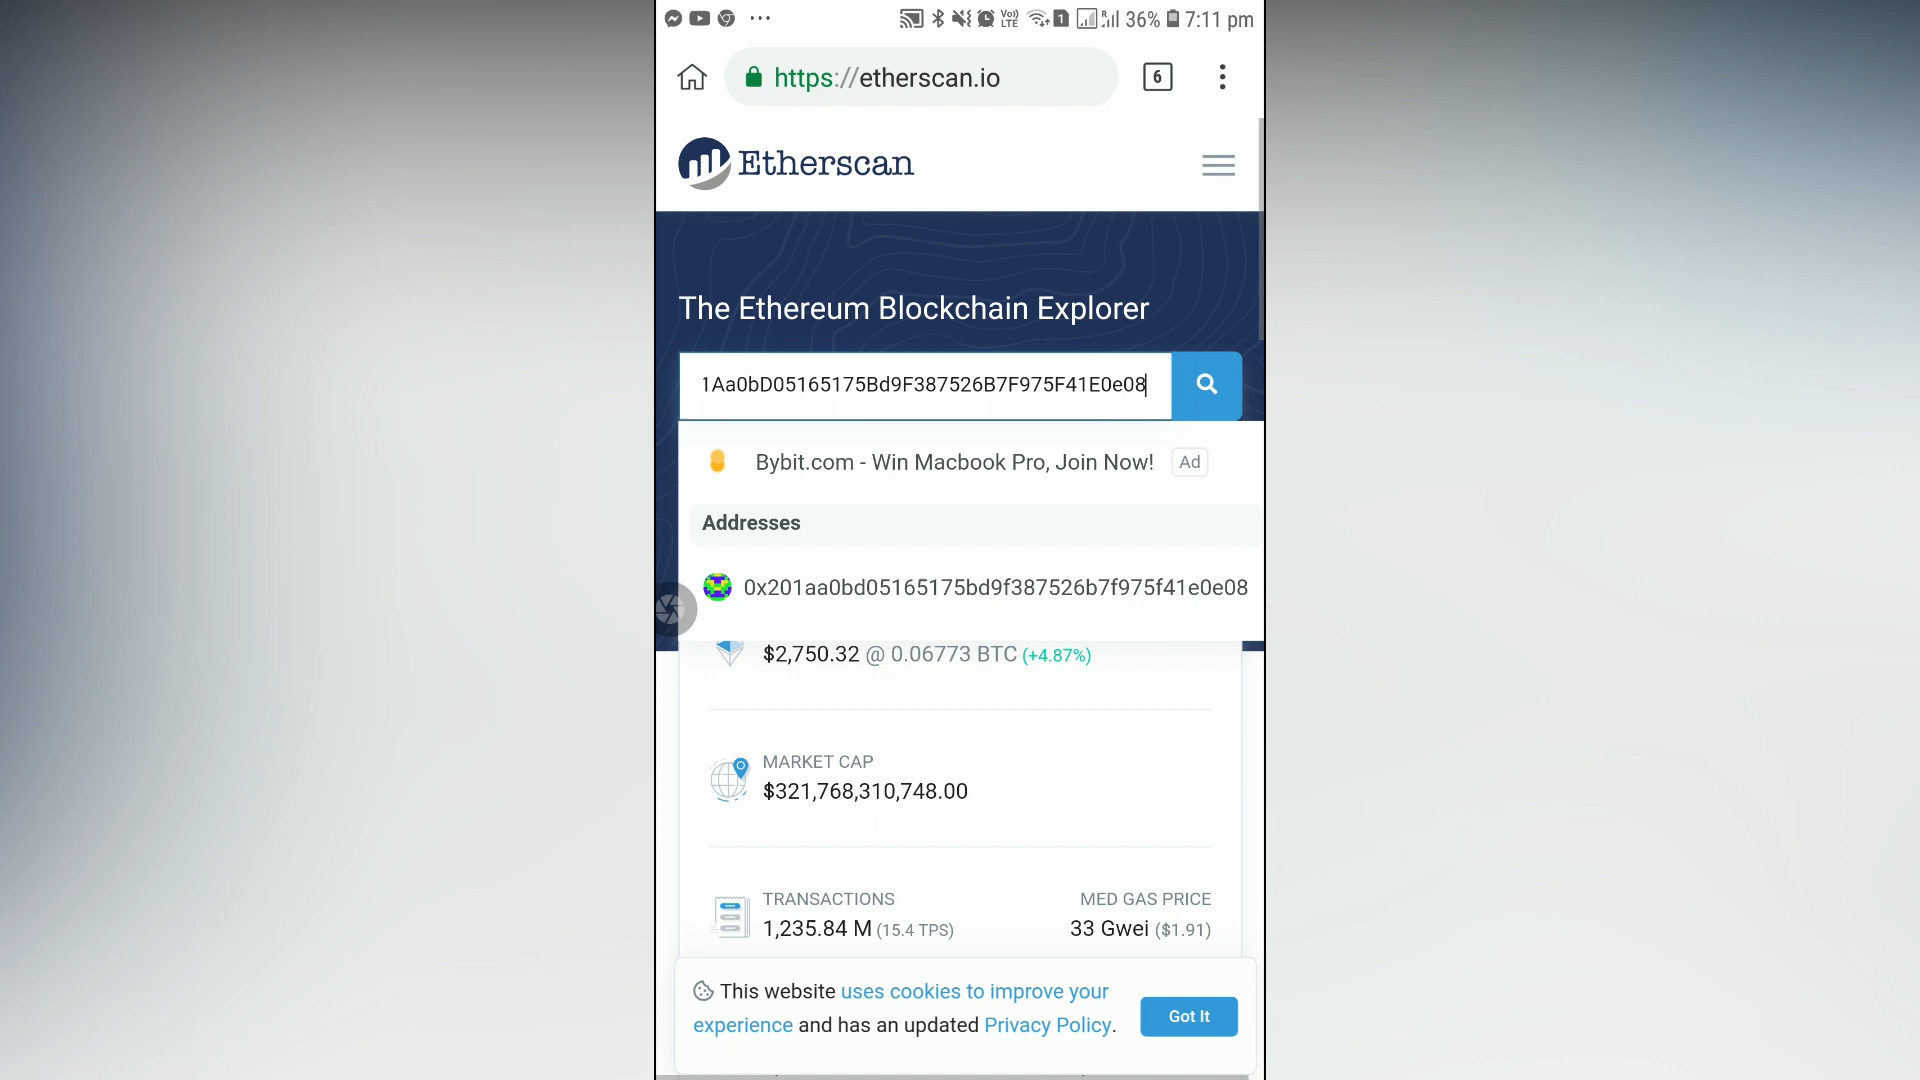 36% 7:11 pm
https://etherscan.io
6
Etherscan
The Ethereum Blockchain Explorer
1Aa0bD05165175Bd9F387526B7F975F41E0e08
Bybit.com - Win Macbook Pro, Join Now! Ad
Addresses
0x201aa0bd05165175bd9f387526b7f975f41e0e08
$2,750.32 @ 0.06773 BTC (+4.87%)
MARKET CAP
$321,768,310,748.00
TRANSACTIONS MED GAS PRICE
1,235.84 M (15.4 TPS) 33 Gwei ($1.91)
This website uses cookies to improve your
experience and has an updated Privacy Policy.
Got It